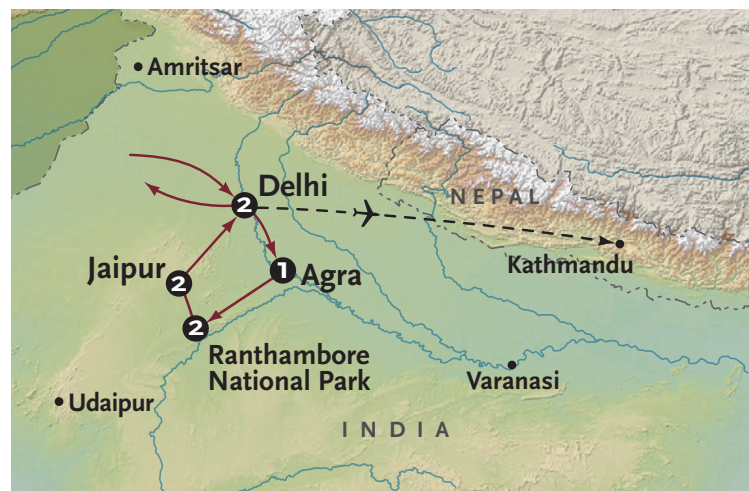 Amritsar
Delhi
2
NEPAL
Kathmandu
Jaipur
2
1
Agra
2
Ranthambore
National Park
Varanasi
Udaipur
INDIA